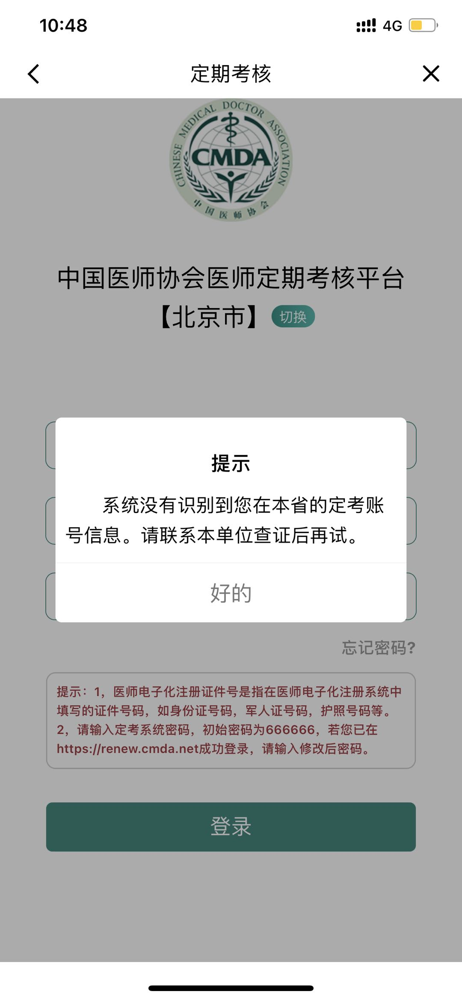 10:48
4G
定期考核
CHINESE MEDICAL DOCTOR ASSOCIATION
CMDA
中国医师协会
中国医师协会医师定期考核平台
【北京市】 切换
提示
系统没有识别到您在本省的定考账
号信息。请联系本单位查证后再试。
好的
忘记密码?
提示：1，医师电子化注册证件号是指在医师电子化注册系统中
填写的证件号码，如身份证号码，军人证号码，护照号码等。
2，请输入定考系统密码，初始密码为666666，若您已在
https://renew.cmda.net成功登录，请输入修改后密码。
登录